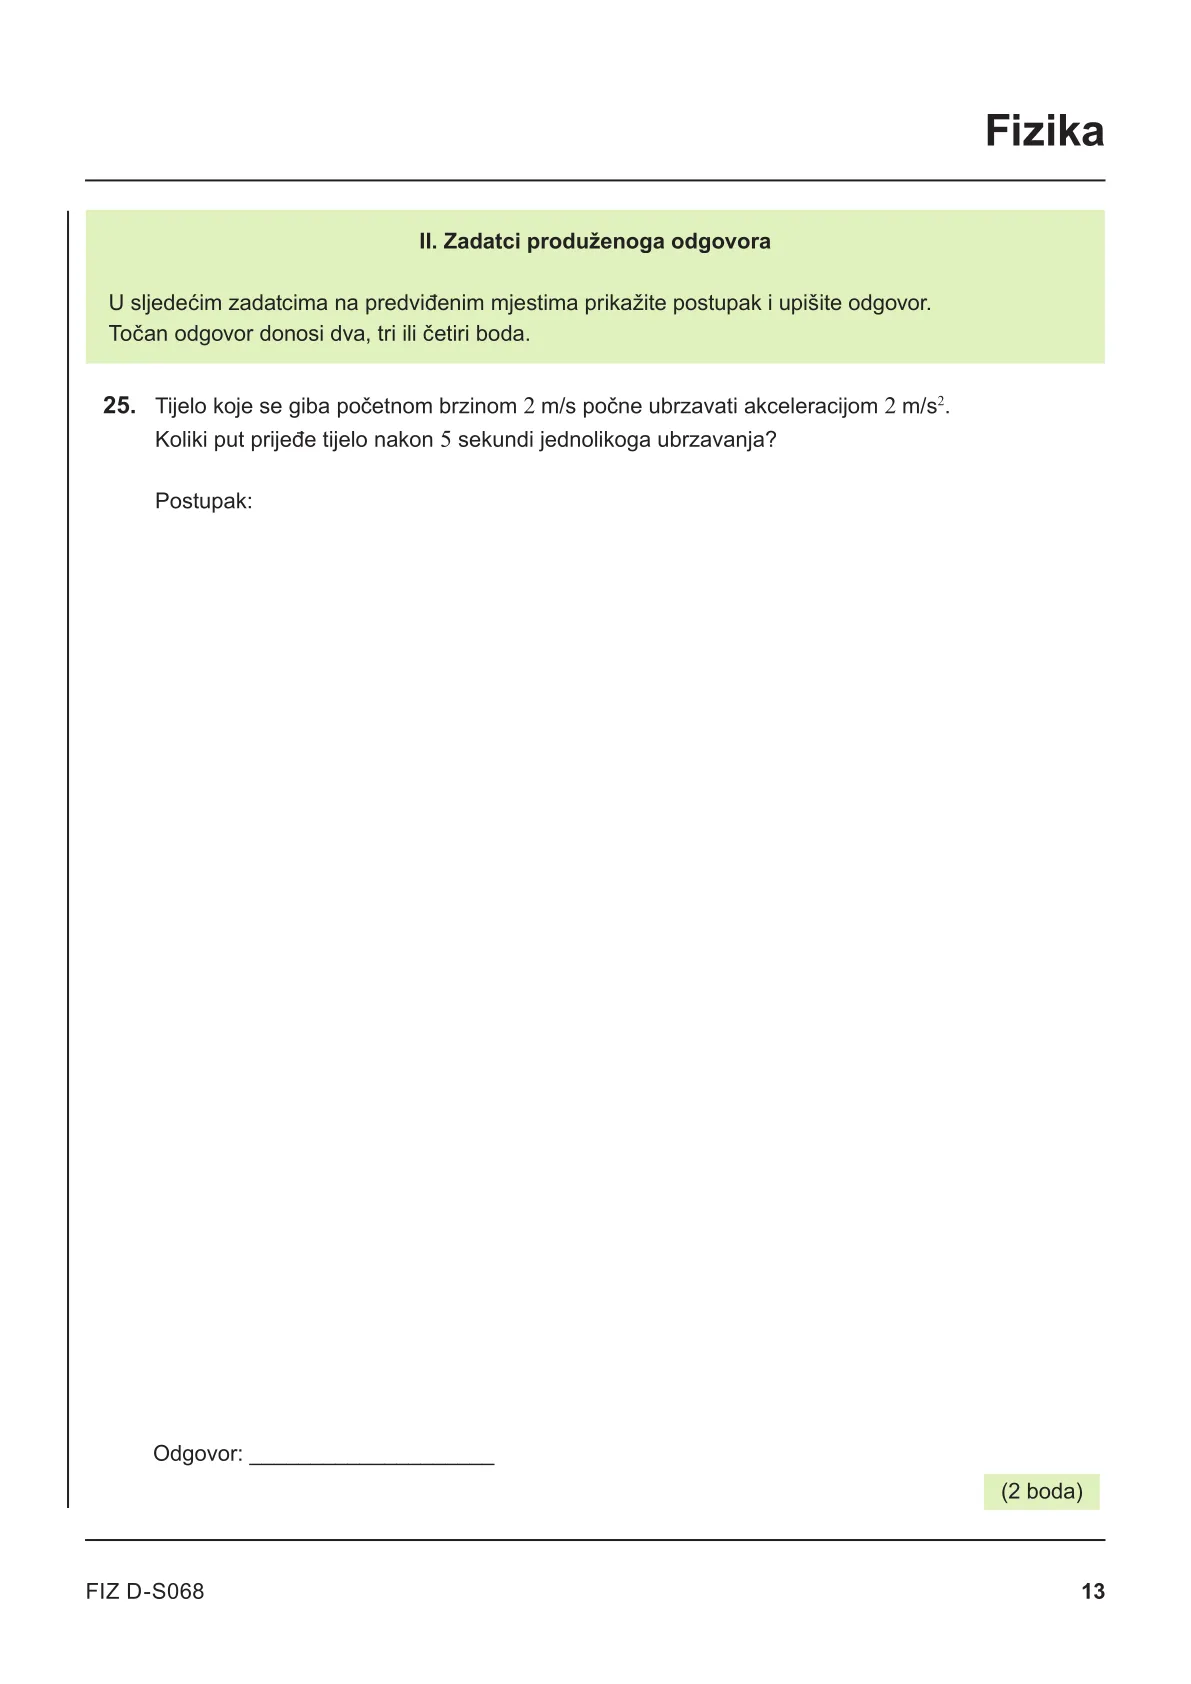 Fizika
II. Zadatci produženoga odgovora
U sljedećim zadatcima na predviđenim mjestima prikažite postupak i upišite odgovor.
Točan odgovor donosi dva, tri ili četiri boda.
25. Tijelo koje se giba početnom brzinom 2 m/s počne ubrzavati akceleracijom 2 m/s².
Koliki put prijeđe tijelo nakon 5 sekundi jednolikoga ubrzavanja?
Postupak:
Odgovor: ____________________
(2 boda)
FIZ D-S068
13